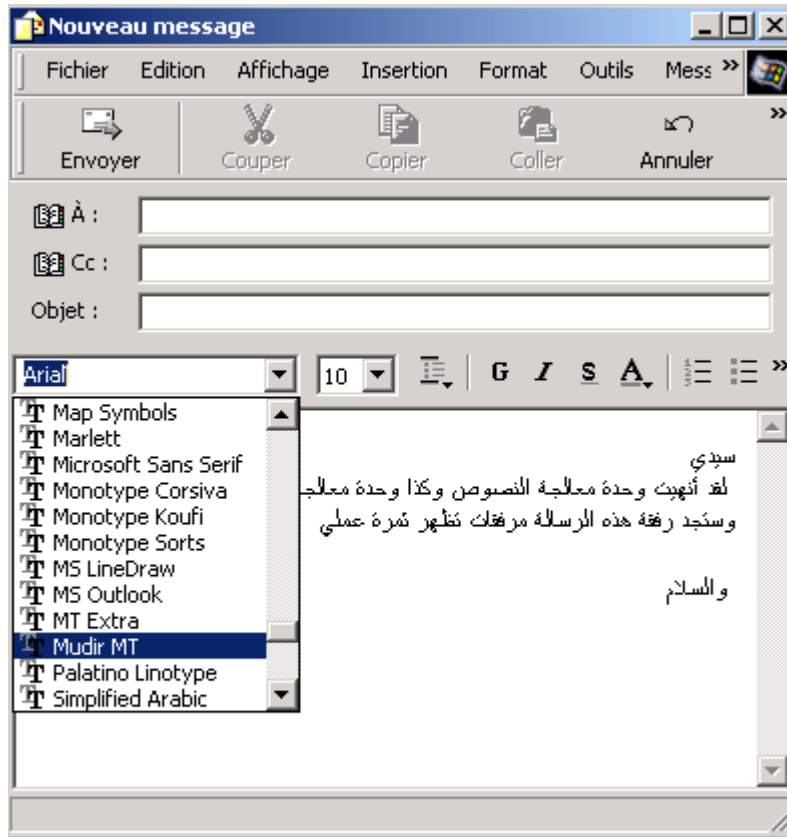 Nouveau message
Fichier Edition Affichage Insertion Format Outils Mess »
Envoyer Couper Copier Coller Annuler »
À :
Cc :
Objet :
Arial 10 G I S A »
Map Symbols
Marlett
Microsoft Sans Serif
Monotype Corsiva
Monotype Koufi
Monotype Sorts
MS LineDraw
MS Outlook
MT Extra
Mudir MT
Palatino Linotype
Simplified Arabic
سيدي
لقد أنهيت وحدة معالجة النصوص وكذا وحدة معالجـ
وستجد رفقة هذه الرسالة مرفقات تظهر ثمرة عملي
والسلام